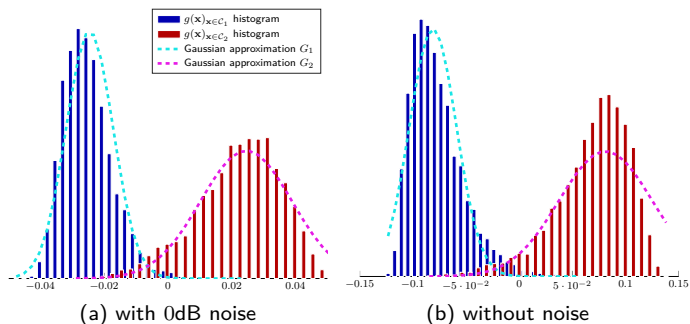 g(x)x∈C₁ histogram
g(x)x∈C₂ histogram
Gaussian approximation G₁
Gaussian approximation G₂
−0.04 −0.02 0 0.02 0.04
−0.15 −0.1 −5 · 10⁻² 0 5 · 10⁻² 0.1 0.15
(a) with 0dB noise
(b) without noise